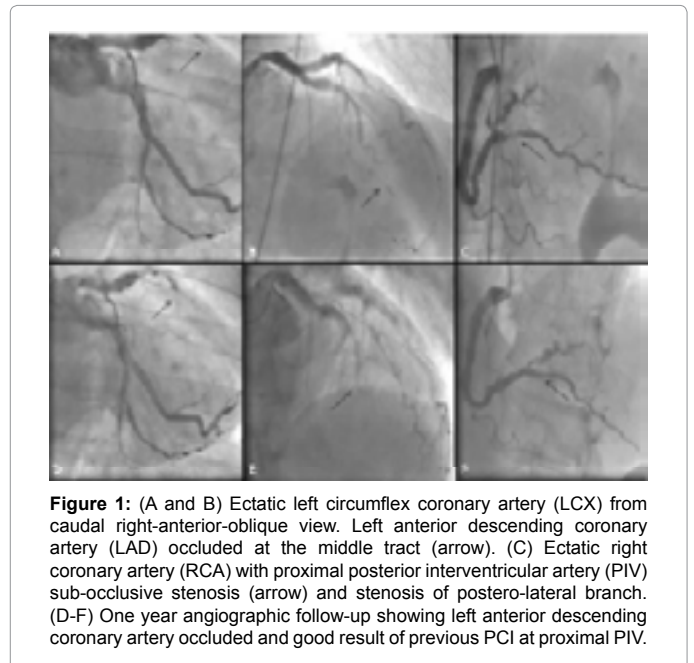 A
B
C
D
E
F
Figure 1: (A and B) Ectatic left circumflex coronary artery (LCX) from
caudal right-anterior-oblique view. Left anterior descending coronary
artery (LAD) occluded at the middle tract (arrow). (C) Ectatic right
coronary artery (RCA) with proximal posterior interventricular artery (PIV)
sub-occlusive stenosis (arrow) and stenosis of postero-lateral branch.
(D-F) One year angiographic follow-up showing left anterior descending
coronary artery occluded and good result of previous PCI at proximal PIV.